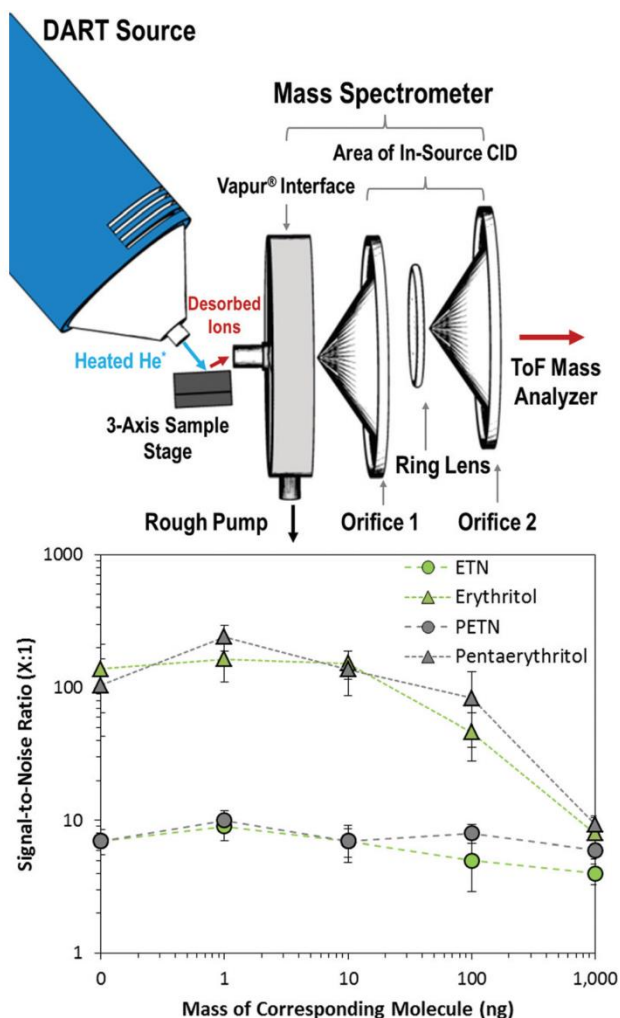 DART Source
Mass Spectrometer
Area of In-Source CID
Vapur® Interface
Desorbed
Ions
Heated He*
3-Axis Sample
Stage
ToF Mass
Analyzer
Ring Lens
Rough Pump
Orifice 1
Orifice 2
1000
100
10
1
Signal-to-Noise Ratio (X:1)
ETN
Erythritol
PETN
Pentaerythritol
0
1
10
100
1,000
Mass of Corresponding Molecule (ng)